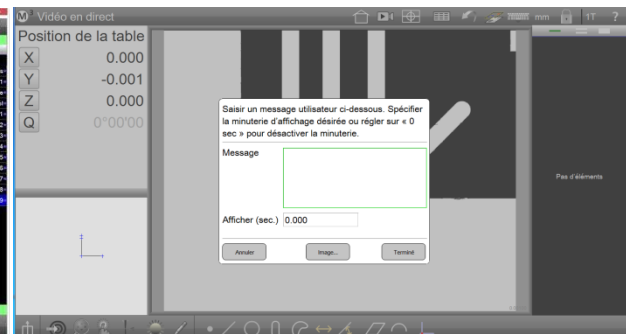 M³ Vidéo en direct
mm
1T
?
Position de la table
X 0.000
Y -0.001
Z 0.000
Q 0°00'00
Saisir un message utilisateur ci-dessous. Spécifier
la minuterie d'affichage désirée ou régler sur « 0
sec » pour désactiver la minuterie.
Message
Afficher (sec.) 0.000
Annuler
Image...
Terminé
Pas d'éléments